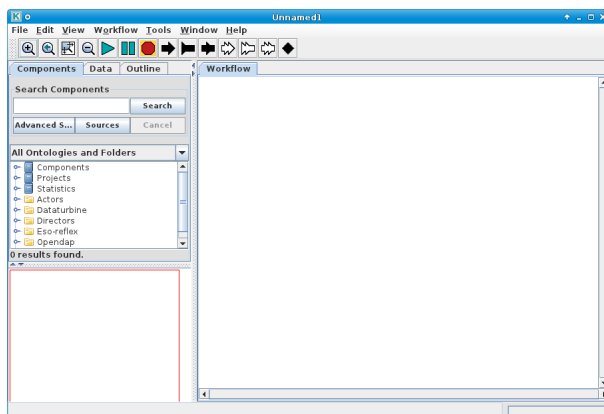 Unnamed1
File Edit View Workflow Tools Window Help
Components Data Outline
Workflow
Search Components
Search
Advanced S... Sources Cancel
All Ontologies and Folders
Components
Projects
Statistics
Actors
Dataturbine
Directors
Eso-reflex
Opendap
0 results found.